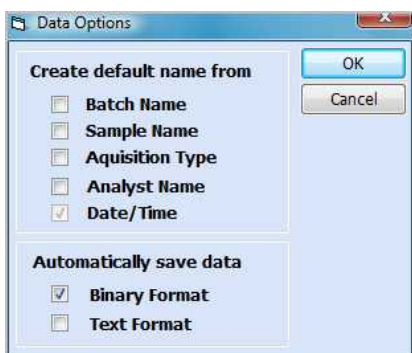 Data Options
Create default name from
Batch Name
Sample Name
Aquisition Type
Analyst Name
Date/Time
Automatically save data
Binary Format
Text Format
OK
Cancel